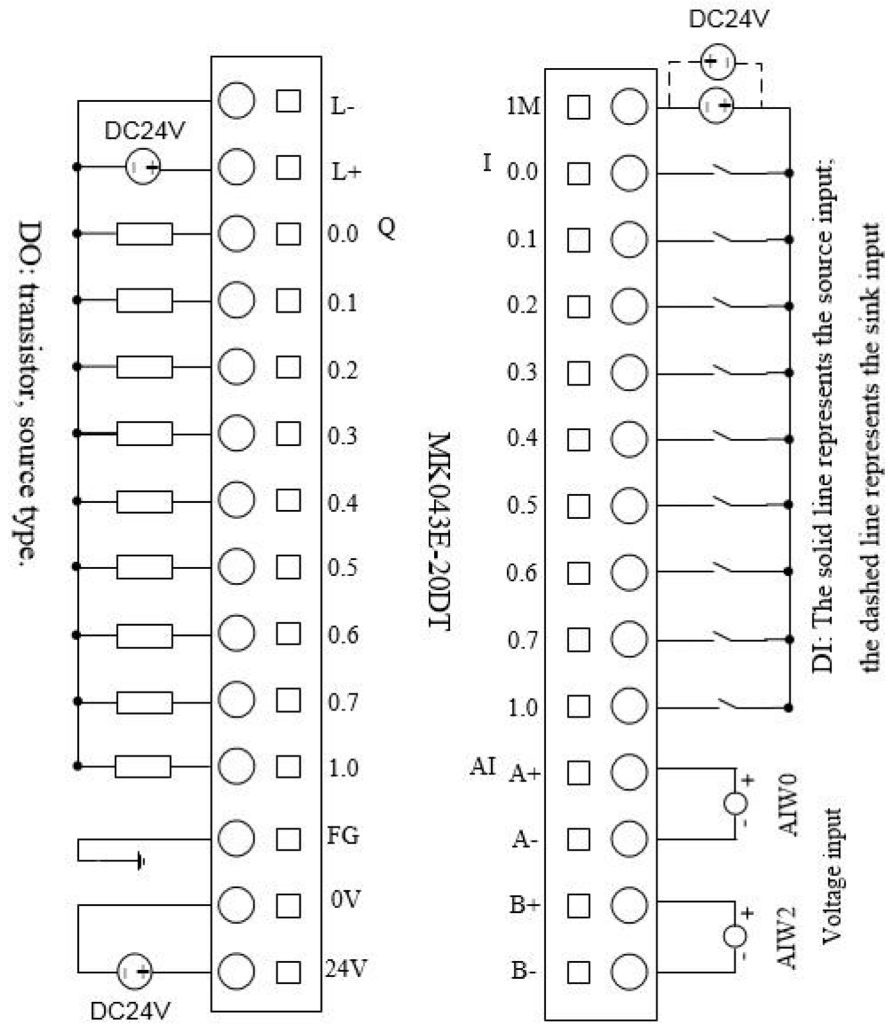 DC24V
L-
DC24V
L+
0.0 Q
0.1
0.2
0.3
0.4
0.5
0.6
0.7
1.0
FG
0V
24V
DC24V
DO: transistor, source type.
MK043E-20DT
DC24V
1M
I 0.0
0.1
0.2
0.3
0.4
0.5
0.6
0.7
1.0
AI A+
A-
B+
B-
+
-
AIW0
+
-
AIW2
Voltage input
DI: The solid line represents the source input;
the dashed line represents the sink input